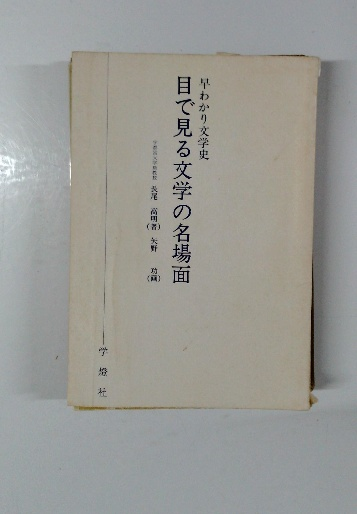 早わかり文学史
目で見る文学の名場面
長尾 高明(著) 矢野 功(画)
学燈社